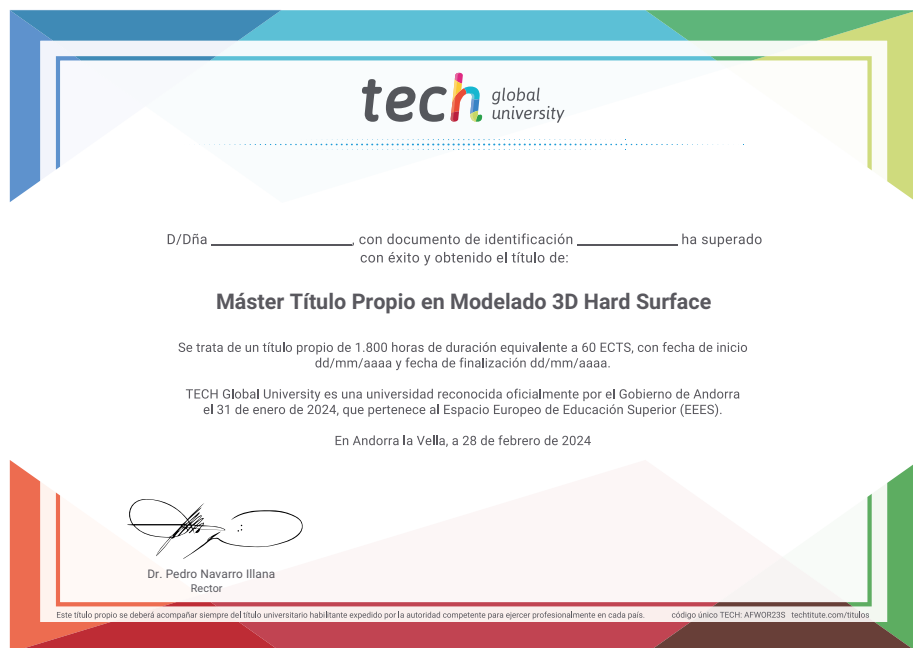 tech global university
D/Dña ______________, con documento de identificación __________ ha superado
con éxito y obtenido el título de:
Máster Título Propio en Modelado 3D Hard Surface
Se trata de un título propio de 1.800 horas de duración equivalente a 60 ECTS, con fecha de inicio
dd/mm/aaaa y fecha de finalización dd/mm/aaaa.
TECH Global University es una universidad reconocida oficialmente por el Gobierno de Andorra
el 31 de enero de 2024, que pertenece al Espacio Europeo de Educación Superior (EEES).
En Andorra la Vella, a 28 de febrero de 2024
Dr. Pedro Navarro Illana
Rector
Este título propio se deberá acompañar siempre del título universitario habilitante expedido por la autoridad competente para ejercer profesionalmente en cada país. código único TECH: AFWOR23S techtitute.com/titulos